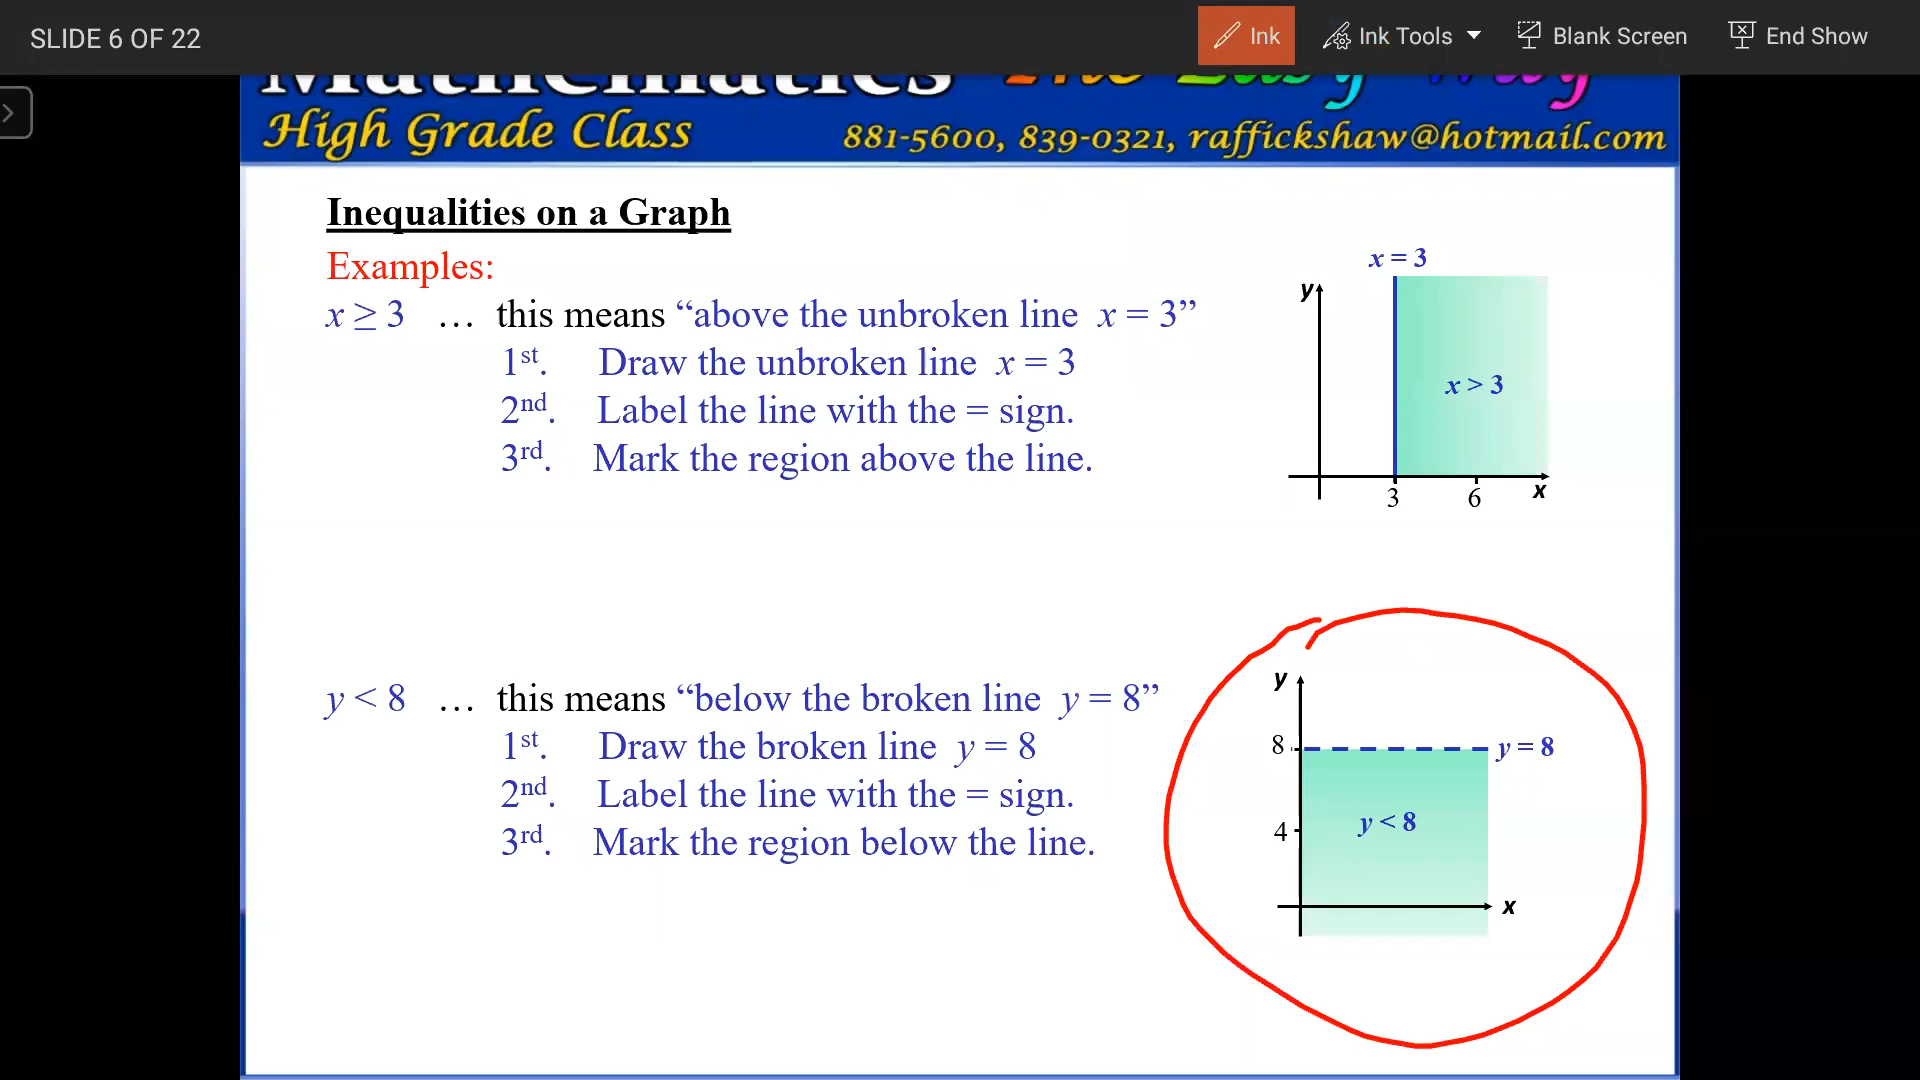 SLIDE 6 OF 22
Ink
Ink Tools
Blank Screen
End Show
Mathematics The Easy Way
High Grade Class
881-5600, 839-0321, raffickshaw@hotmail.com
Inequalities on a Graph
Examples:
x ≥ 3 … this means “above the unbroken line x = 3”
1st. Draw the unbroken line x = 3
2nd. Label the line with the = sign.
3rd. Mark the region above the line.
x = 3
y
x > 3
3
6
x
y < 8 … this means “below the broken line y = 8”
1st. Draw the broken line y = 8
2nd. Label the line with the = sign.
3rd. Mark the region below the line.
y
8
y = 8
4
y < 8
x